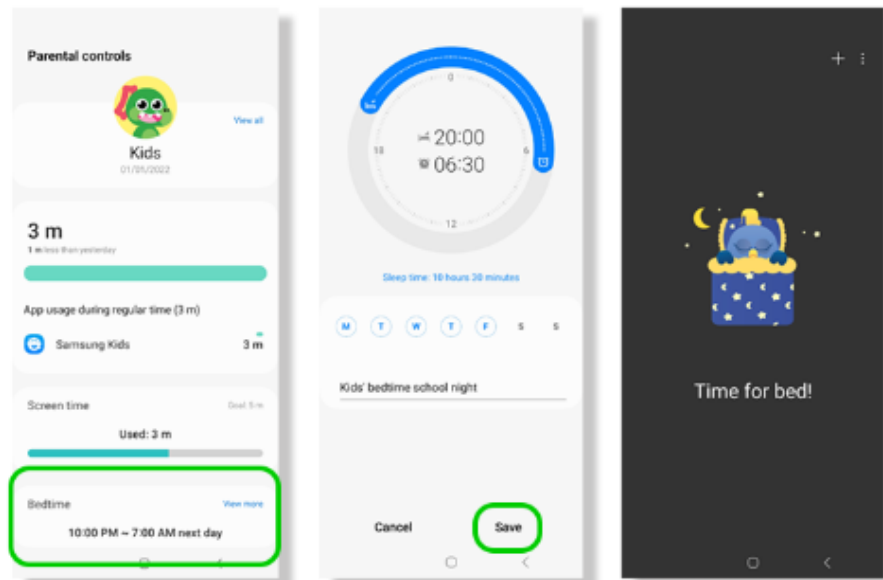 Parental controls
View all
Kids
01/01/2022
3 m
1 m less than yesterday
App usage during regular time (3 m)
Samsung Kids 3 m
Screen time
Used: 3 m
Bedtime View more
10:00 PM ~ 7:00 AM next day
0
20:00
18 6
06:30
12
Sleep time: 10 hours 30 minutes
M T W T F S S
Kids' bedtime school night
Cancel Save
Time for bed!